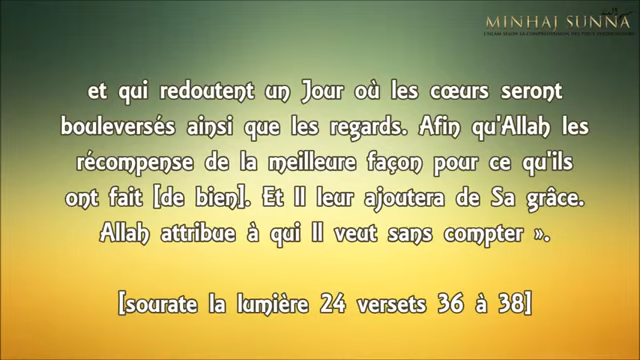 MINHAJ SUNNA
et qui redoutent un Jour où les cœurs seront
bouleversés ainsi que les regards. Afin qu'Allah les
récompense de la meilleure façon pour ce qu'ils
ont fait [de bien]. Et Il leur ajoutera de Sa grâce.
Allah attribue à qui Il veut sans compter ».
[sourate la lumière 24 versets 36 à 38]